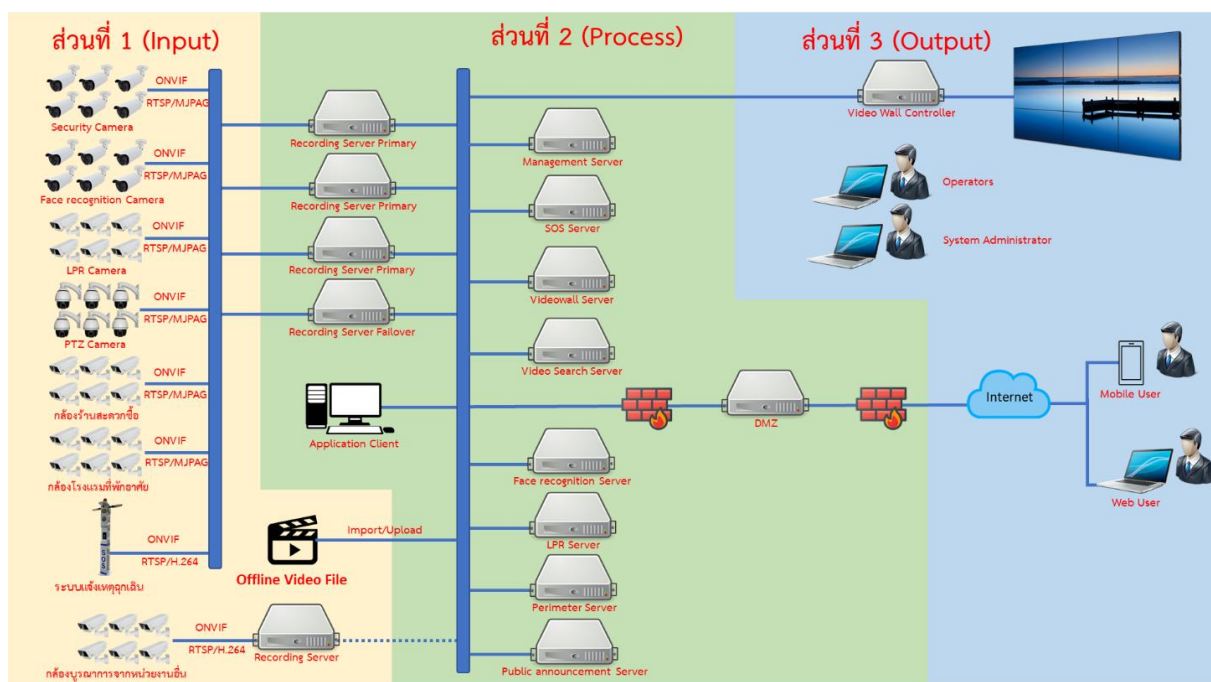 ส่วนที่ 1 (Input)
ส่วนที่ 2 (Process)
ส่วนที่ 3 (Output)
ONVIF
RTSP/MJPAG
Security Camera
ONVIF
RTSP/MJPAG
Face recognition Camera
ONVIF
RTSP/MJPAG
LPR Camera
ONVIF
RTSP/MJPAG
PTZ Camera
ONVIF
RTSP/MJPAG
กล้องร้านสะดวกซื้อ
ONVIF
RTSP/MJPAG
กล้องโรงแรมที่พักอาศัย
SOS
ONVIF
RTSP/H.264
ระบบแจ้งเหตุฉุกเฉิน
ONVIF
RTSP/H.264
กล้องบูรณาการจากหน่วยงานอื่น
Recording Server
Offline Video File
Import/Upload
Recording Server Primary
Recording Server Primary
Recording Server Primary
Recording Server Failover
Application Client
Management Server
SOS Server
Videowall Server
Video Search Server
DMZ
Face recognition Server
LPR Server
Perimeter Server
Public announcement Server
Video Wall Controller
Operators
System Administrator
Internet
Mobile User
Web User